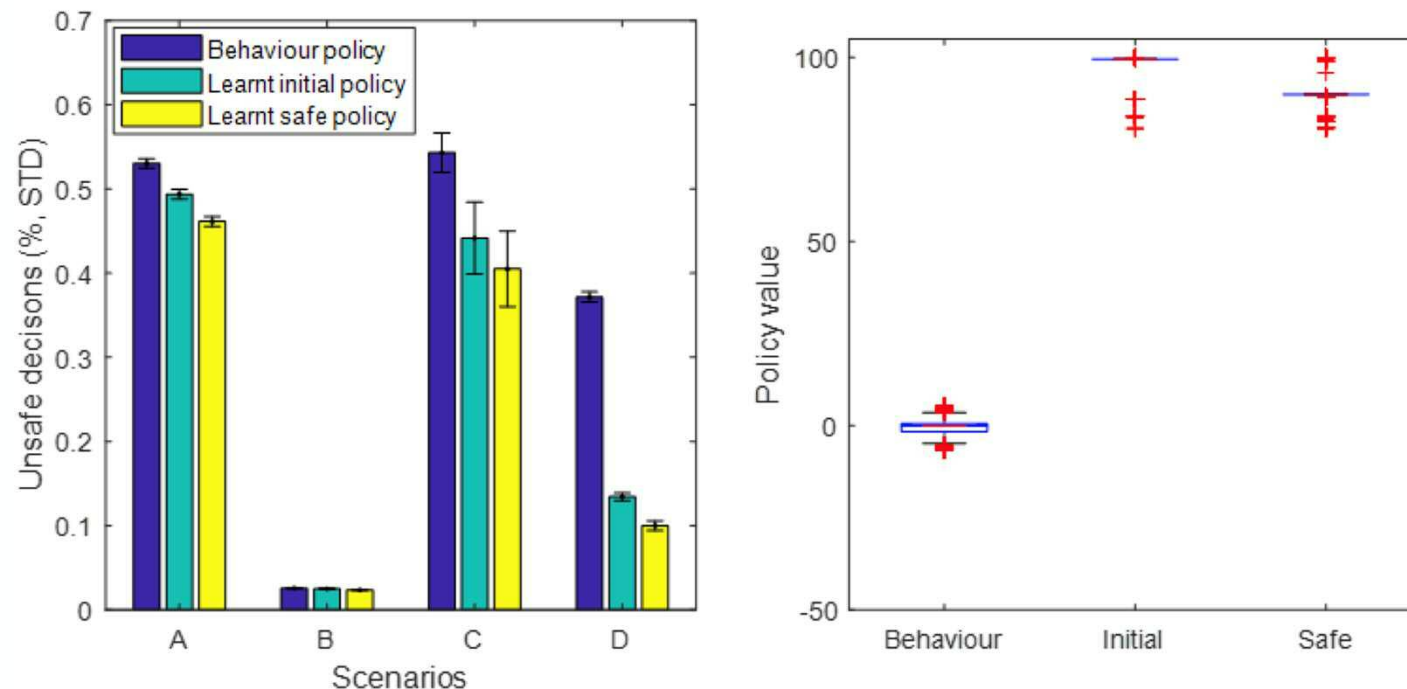 0.7
0.6
0.5
0.4
0.3
0.2
0.1
0
Unsafe decisons (%, STD)
Behaviour policy
Learnt initial policy
Learnt safe policy
A B C D
Scenarios
100
50
0
-50
Policy value
Behaviour Initial Safe